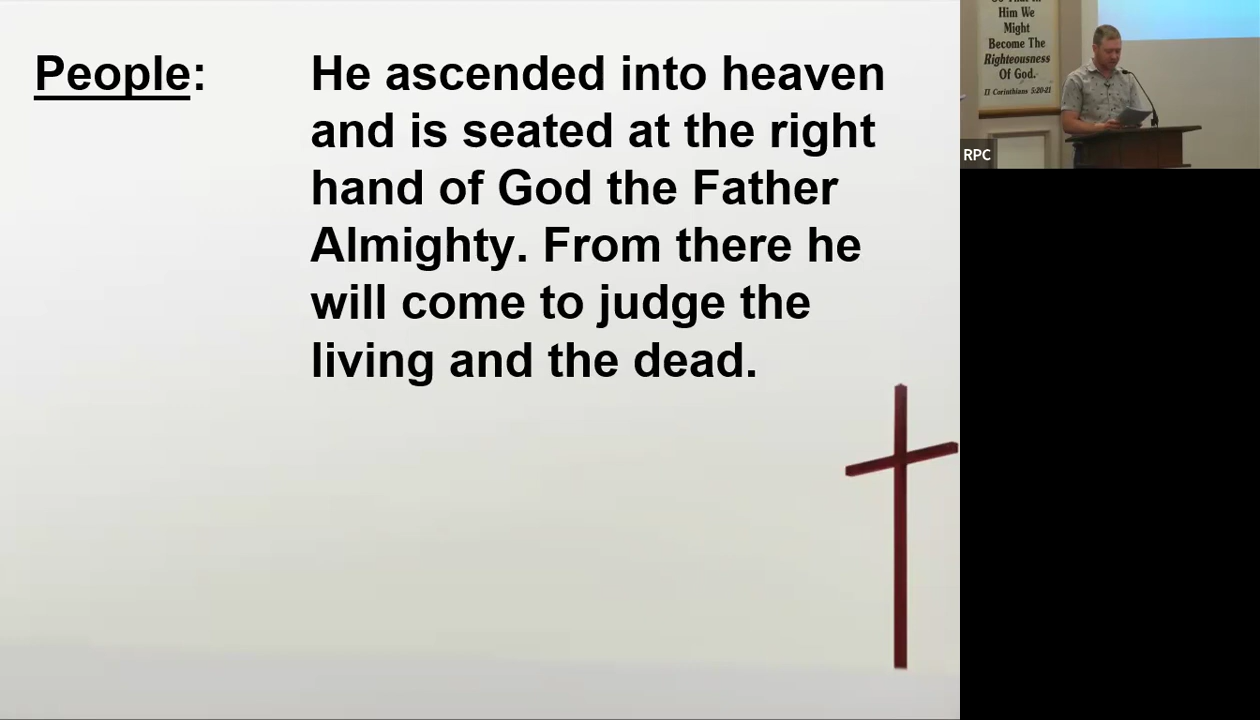 People:
He ascended into heaven
and is seated at the right
hand of God the Father
Almighty. From there he
will come to judge the
living and the dead.
Him We
Might
Become The
Righteousness
Of God.
II Corinthians 5:20-21
RPC